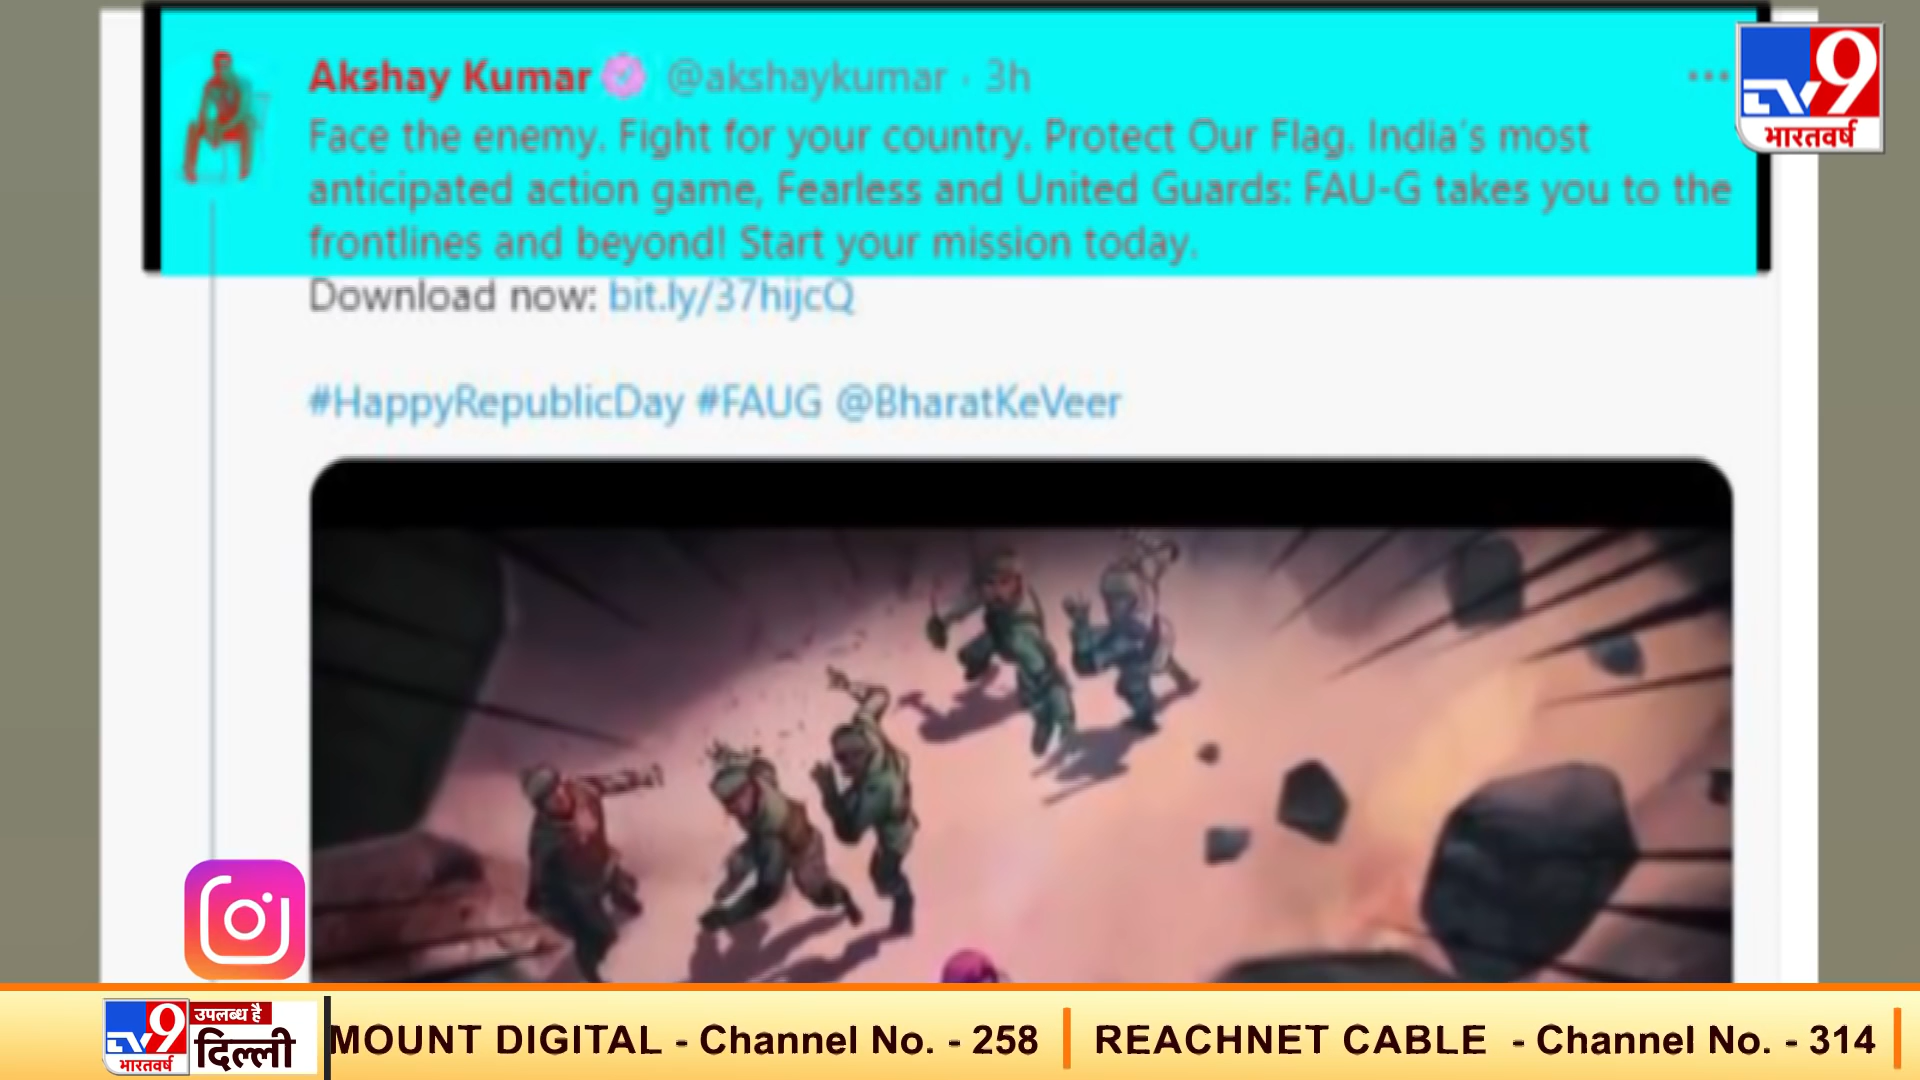 Akshay Kumar @akshaykumar · 3h
Face the enemy. Fight for your country. Protect Our Flag. India's most
anticipated action game, Fearless and United Guards: FAU-G takes you to the
frontlines and beyond! Start your mission today.
Download now: bit.ly/37hijcQ
#HappyRepublicDay #FAUG @BharatKeVeer
TV9
भारतवर्ष
TV9
भारतवर्ष
उपलब्ध है
दिल्ली
MOUNT DIGITAL - Channel No. - 258
REACHNET CABLE - Channel No. - 314